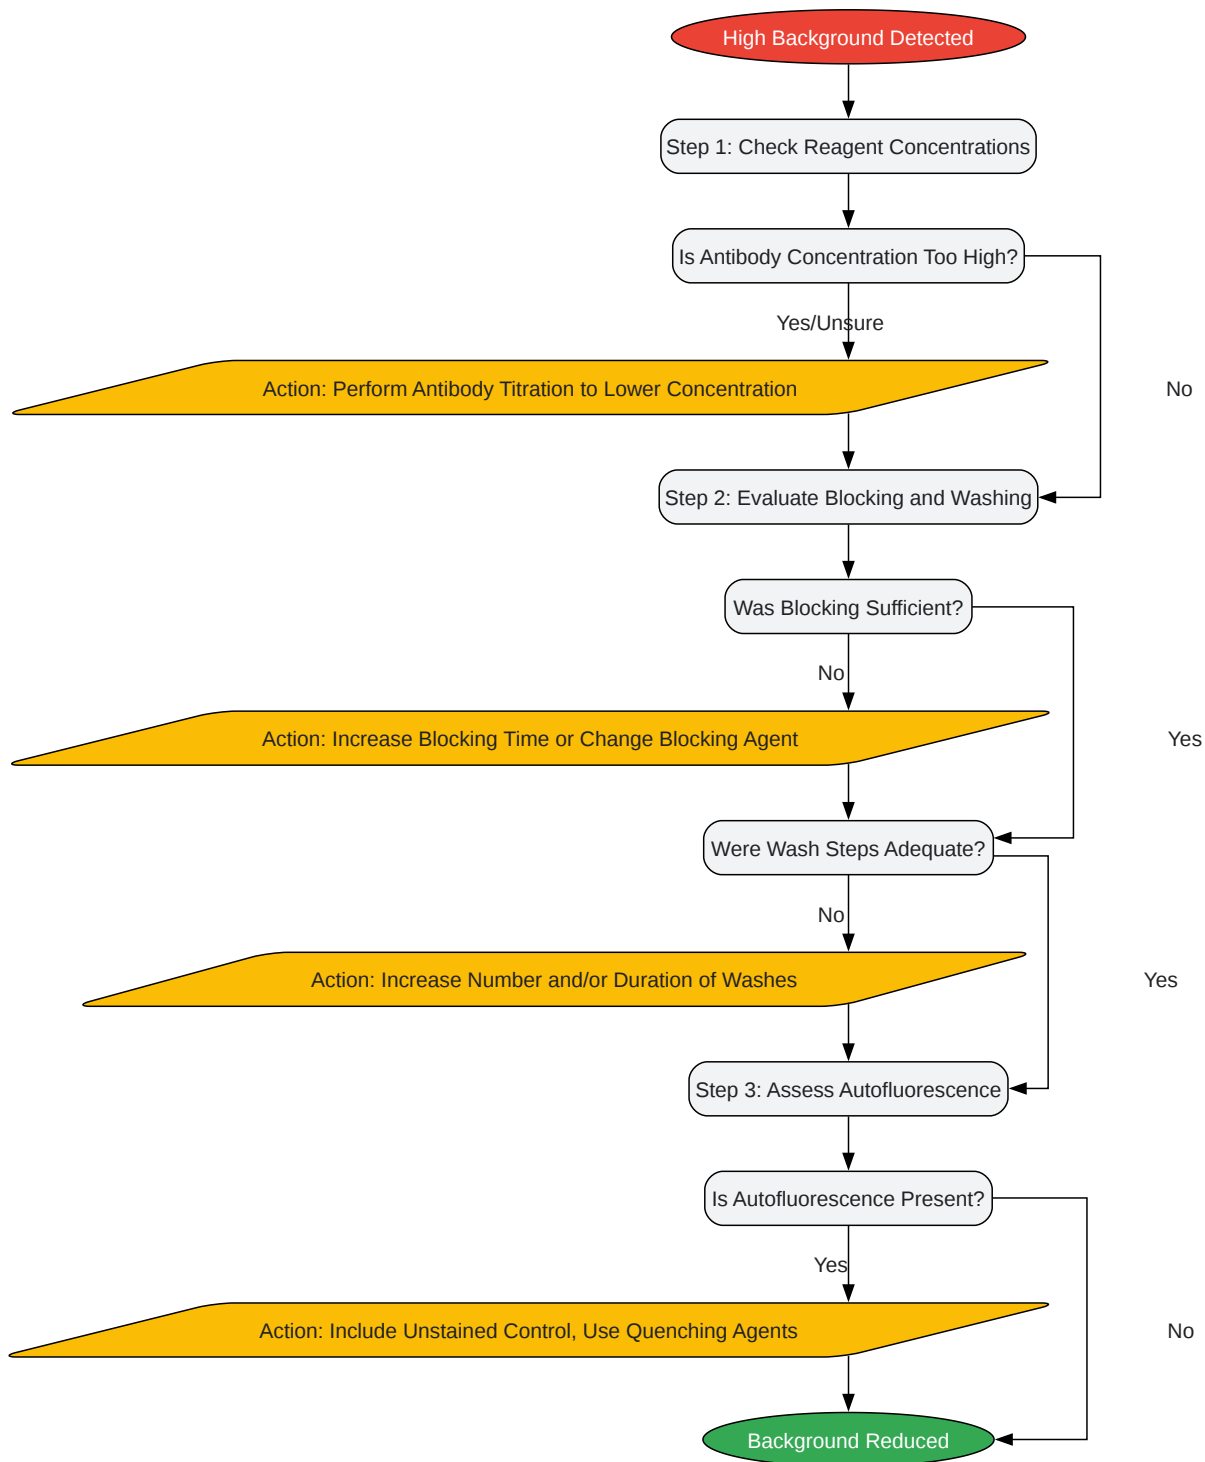 High Background Detected
Step 1: Check Reagent Concentrations
Is Antibody Concentration Too High?
Yes/Unsure
Action: Perform Antibody Titration to Lower Concentration
No
Step 2: Evaluate Blocking and Washing
Was Blocking Sufficient?
No
Action: Increase Blocking Time or Change Blocking Agent
Yes
Were Wash Steps Adequate?
No
Action: Increase Number and/or Duration of Washes
Yes
Step 3: Assess Autofluorescence
Is Autofluorescence Present?
Yes
Action: Include Unstained Control, Use Quenching Agents
No
Background Reduced